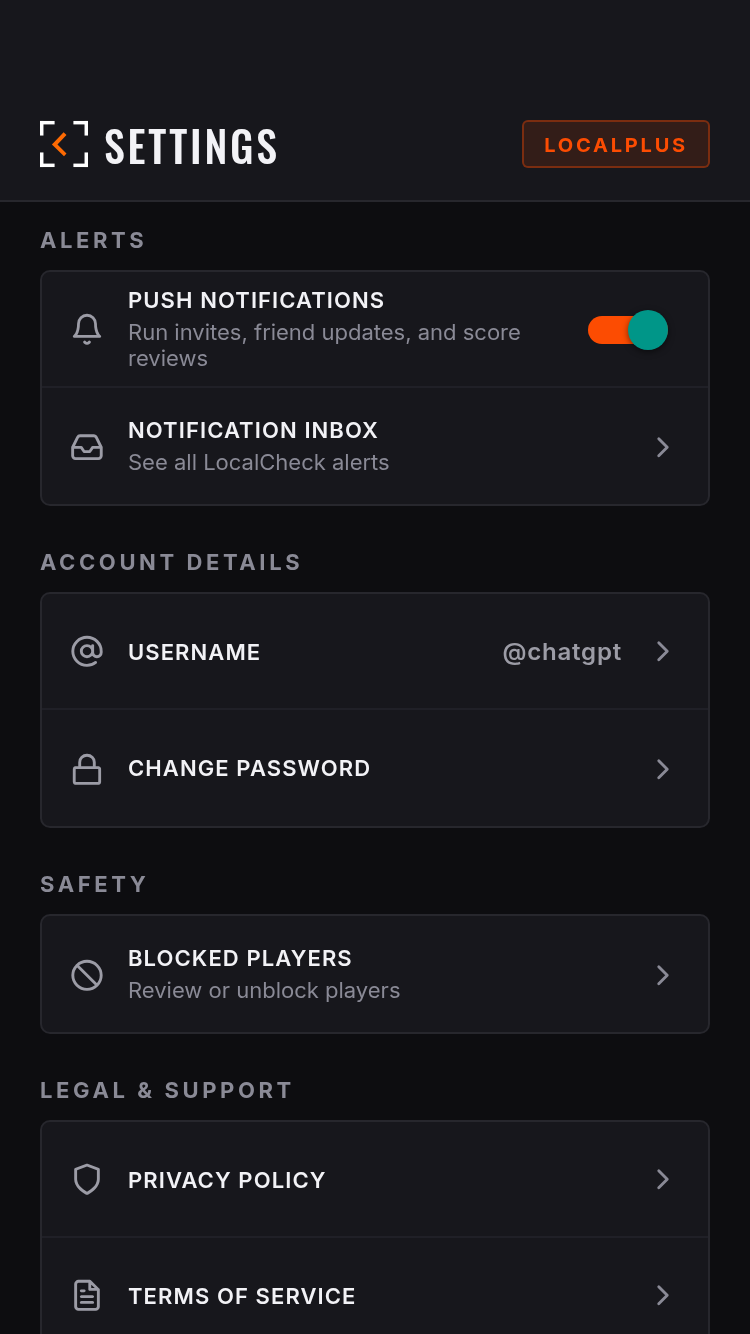 SETTINGS
LOCALPLUS
ALERTS
PUSH NOTIFICATIONS
Run invites, friend updates, and score
reviews
NOTIFICATION INBOX
See all LocalCheck alerts
ACCOUNT DETAILS
USERNAME @chatgpt
CHANGE PASSWORD
SAFETY
BLOCKED PLAYERS
Review or unblock players
LEGAL & SUPPORT
PRIVACY POLICY
TERMS OF SERVICE